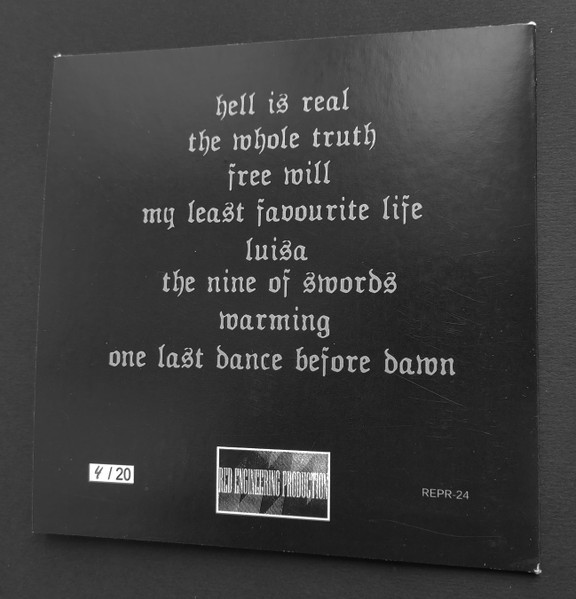 hell is real
the whole truth
free will
my least favourite life
luisa
the nine of swords
warming
one last dance before dawn
4/20
RED ENGINEERING PRODUCTION
REPR-24